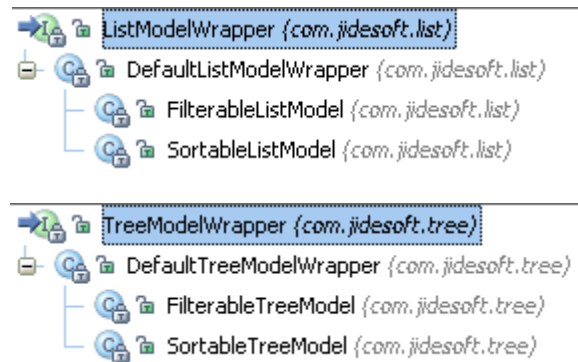 ListModelWrapper (com.jidesoft.list)
DefaultListModelWrapper (com.jidesoft.list)
FilterableListModel (com.jidesoft.list)
SortableListModel (com.jidesoft.list)
TreeModelWrapper (com.jidesoft.tree)
DefaultTreeModelWrapper (com.jidesoft.tree)
FilterableTreeModel (com.jidesoft.tree)
SortableTreeModel (com.jidesoft.tree)